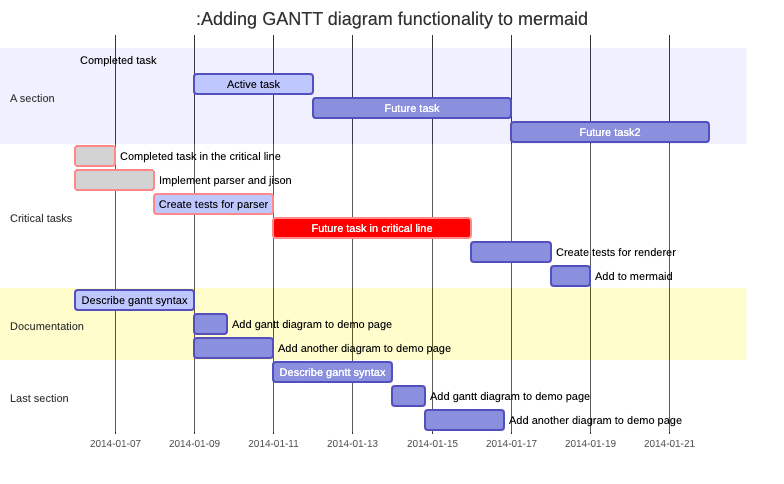 :Adding GANTT diagram functionality to mermaid
A section
Completed task
Active task
Future task
Future task2
Critical tasks
Completed task in the critical line
Implement parser and jison
Create tests for parser
Future task in critical line
Create tests for renderer
Add to mermaid
Documentation
Describe gantt syntax
Add gantt diagram to demo page
Add another diagram to demo page
Last section
Describe gantt syntax
Add gantt diagram to demo page
Add another diagram to demo page
2014-01-07 2014-01-09 2014-01-11 2014-01-13 2014-01-15 2014-01-17 2014-01-19 2014-01-21